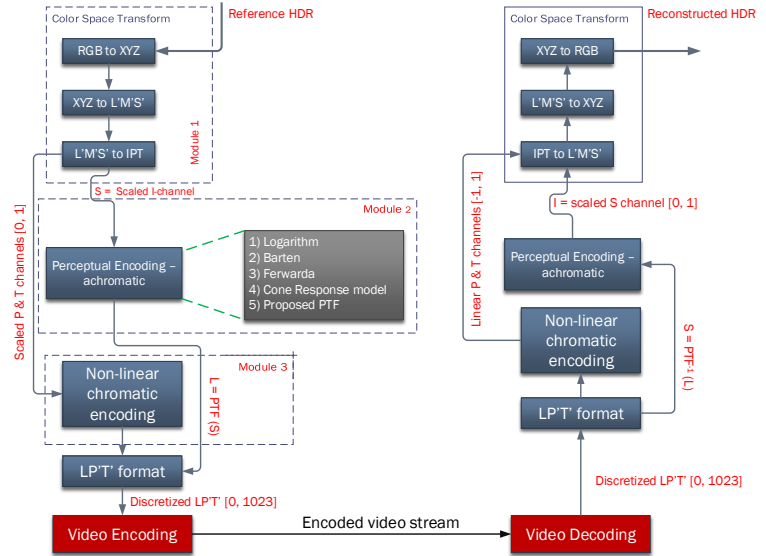 Color Space Transform
Reference HDR
RGB to XYZ
XYZ to L'M'S'
L'M'S' to IPT
Module 1
S = Scaled I-channel
Scaled P & T channels [0, 1]
Module 2
Perceptual Encoding –
achromatic
1) Logarithm
2) Barten
3) Ferwarda
4) Cone Response model
5) Proposed PTF
Module 3
Non-linear
chromatic
encoding
L = PTF (S)
LP'T' format
Discretized LP'T' [0, 1023]
Video Encoding
Encoded video stream
Color Space Transform
Reconstructed HDR
XYZ to RGB
L'M'S' to XYZ
IPT to L'M'S'
Linear P & T channels [-1, 1]
I = scaled S channel [0, 1]
Perceptual Encoding –
achromatic
Non-linear
chromatic
encoding
S = PTF⁻¹ (L)
LP'T' format
Discretized LP'T' [0, 1023]
Video Decoding